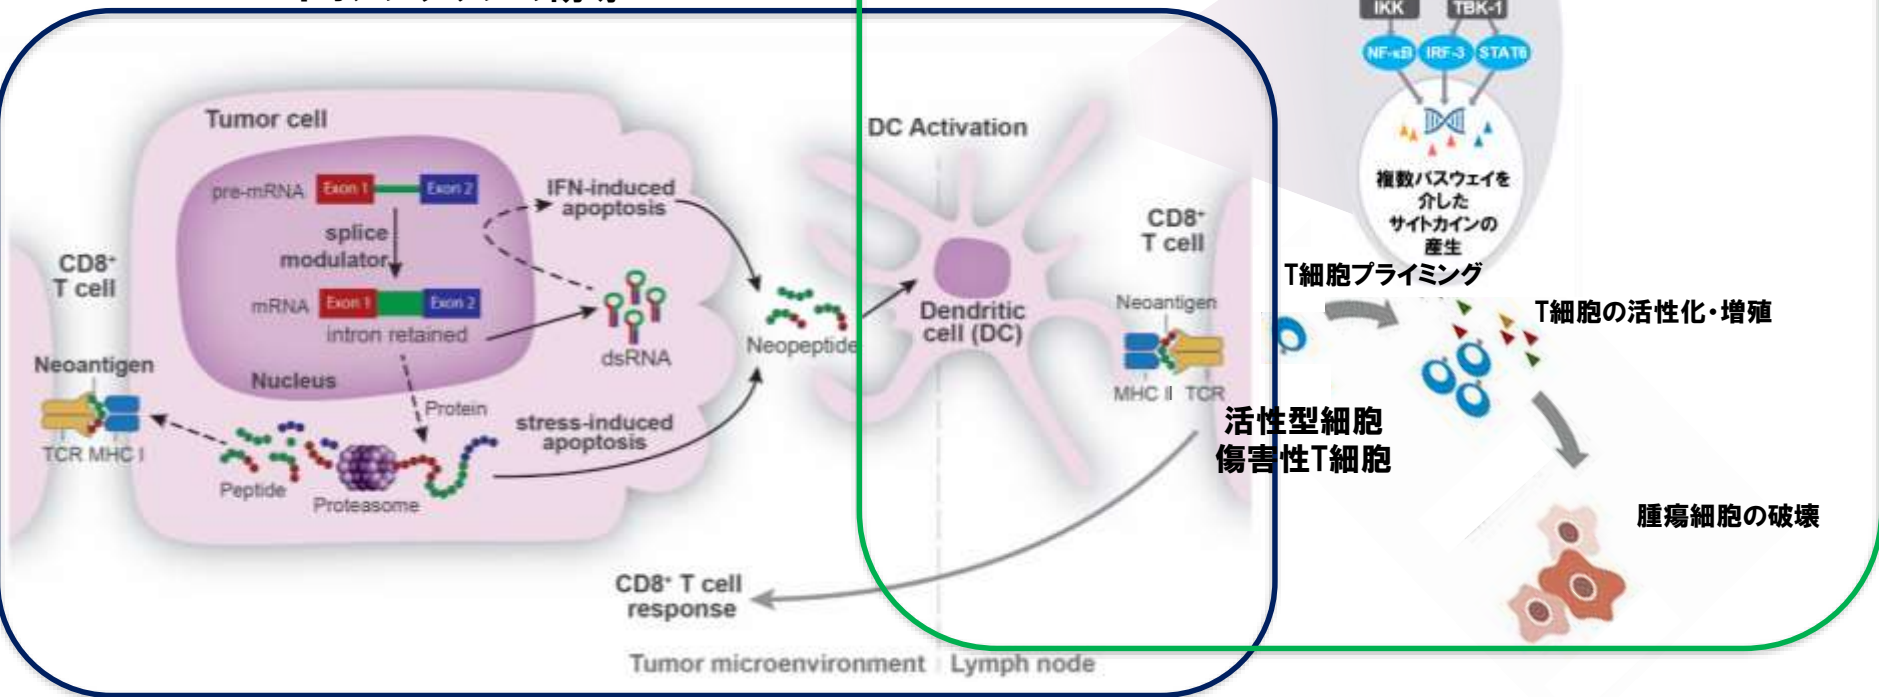 IKK
TBK-1
NF-κB
IRF-3
STAT6
複数パスウェイを
介した
サイトカインの
産生
Tumor cell
pre-mRNA
Exon 1
Exon 2
splice
modulator
mRNA
Exon 1
Exon 2
intron retained
Nucleus
IFN-induced
apoptosis
dsRNA
Protein
stress-induced
apoptosis
Peptide
Proteasome
CD8+
T cell
Neoantigen
TCR MHC I
Neopeptide
DC Activation
Dendritic
cell (DC)
CD8+
T cell
Neoantigen
MHC II TCR
CD8+ T cell
response
Tumor microenvironment
Lymph node
T細胞プライミング
T細胞の活性化・増殖
活性型細胞
傷害性T細胞
腫瘍細胞の破壊